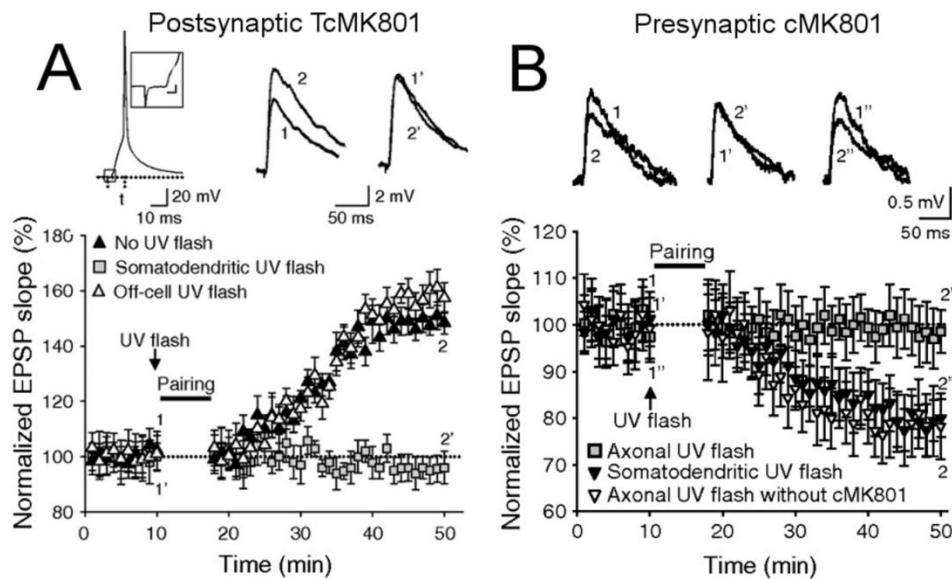 Postsynaptic TcMK801
A
2
1
1'
2'
t
20 mV
10 ms
2 mV
50 ms
Normalized EPSP slope (%)
180
160
140
120
100
80
No UV flash
Somatodendritic UV flash
Off-cell UV flash
UV flash
Pairing
1
1'
2
2'
0
10
20
30
40
50
Time (min)
Presynaptic cMK801
B
1
2
2'
1'
1''
2''
0.5 mV
50 ms
Normalized EPSP slope (%)
120
110
100
90
80
70
60
Pairing
1
1'
1''
UV flash
2'
2'
2
Axonal UV flash
Somatodendritic UV flash
Axonal UV flash without cMK801
0
10
20
30
40
50
Time (min)